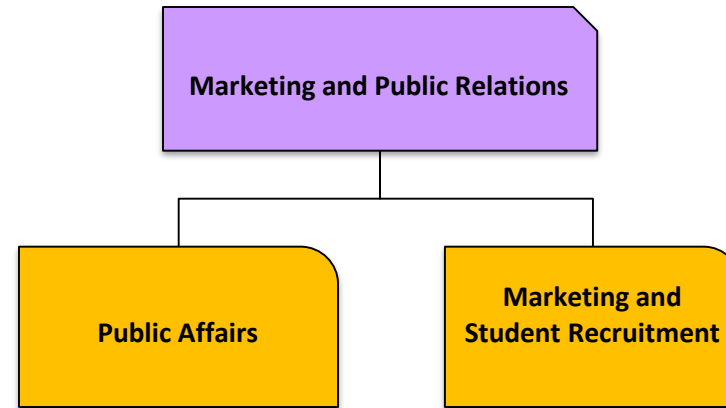 Marketing and Public Relations
Public Affairs
Marketing and
Student Recruitment